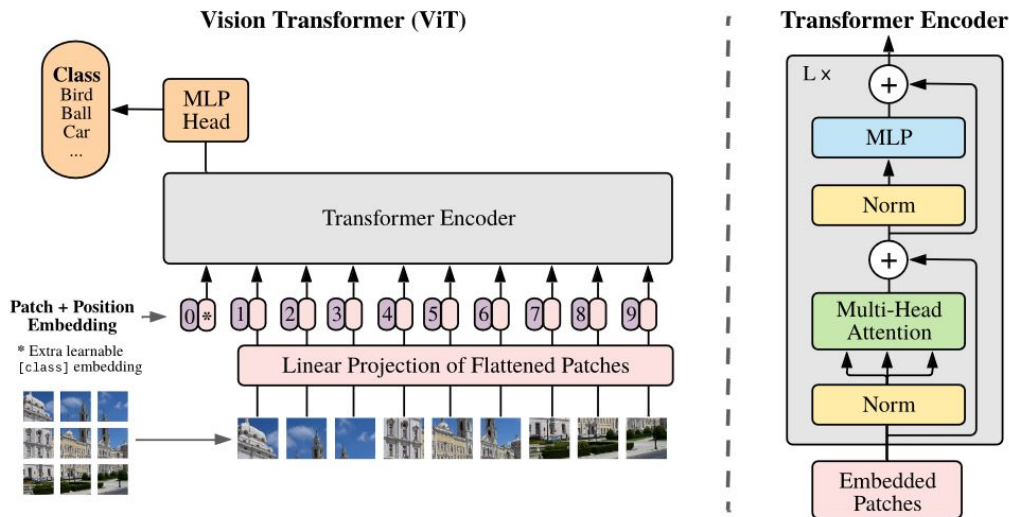 Vision Transformer (ViT)
Class
Bird
Ball
Car
...
MLP
Head
Transformer Encoder
Patch + Position
Embedding
* Extra learnable
[class] embedding
0 * 1 2 3 4 5 6 7 8 9
Linear Projection of Flattened Patches
Transformer Encoder
L ×
+
MLP
Norm
+
Multi-Head
Attention
Norm
Embedded
Patches